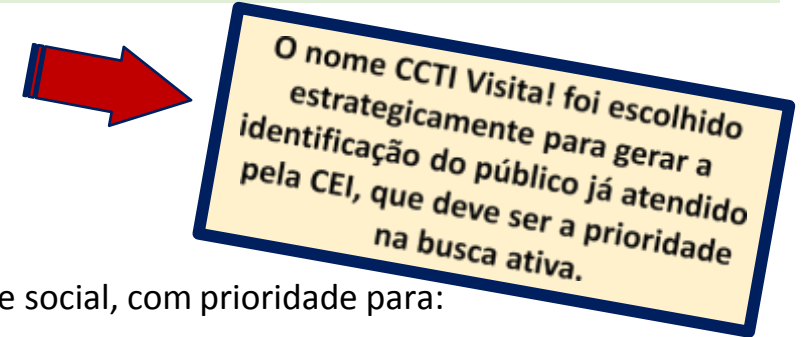 O nome CCTI Visita! foi escolhido
estrategicamente para gerar a
identificação do público já atendido
pela CEI, que deve ser a prioridade
na busca ativa.
e social, com prioridade para: